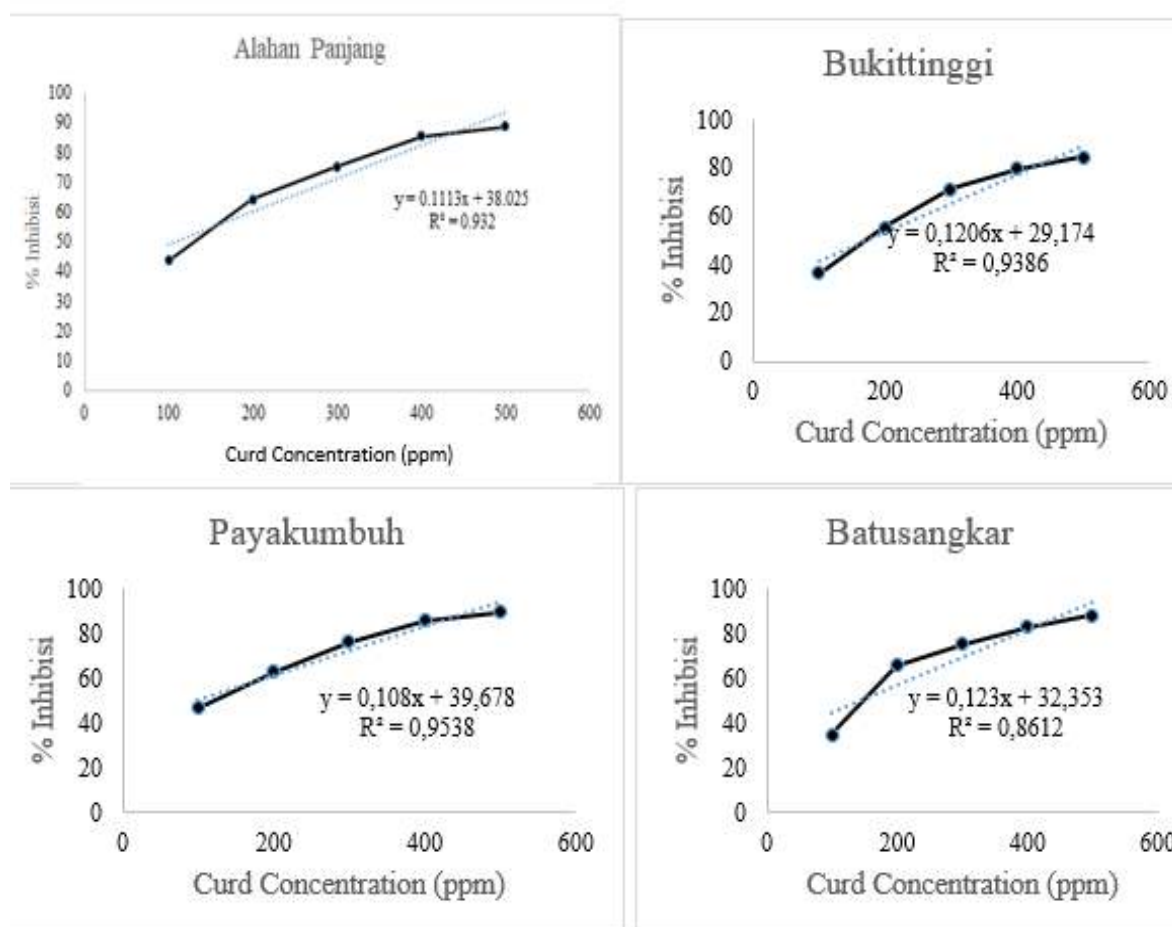 Alahan Panjang
% Inhibisi
100
90
80
70
60
50
40
30
20
10
0
y = 0.1113x + 38.025
R² = 0.932
0 100 200 300 400 500 600
Curd Concentration (ppm)
Bukittinggi
% Inhibisi
100
80
60
40
20
0
y = 0,1206x + 29,174
R² = 0,9386
0 200 400 600
Curd Concentration (ppm)
Payakumbuh
% Inhibisi
100
80
60
40
20
0
y = 0,108x + 39,678
R² = 0,9538
0 200 400 600
Curd Concentration (ppm)
Batusangkar
% Inhibisi
100
80
60
40
20
0
y = 0,123x + 32,353
R² = 0,8612
0 200 400 600
Curd Concentration (ppm)